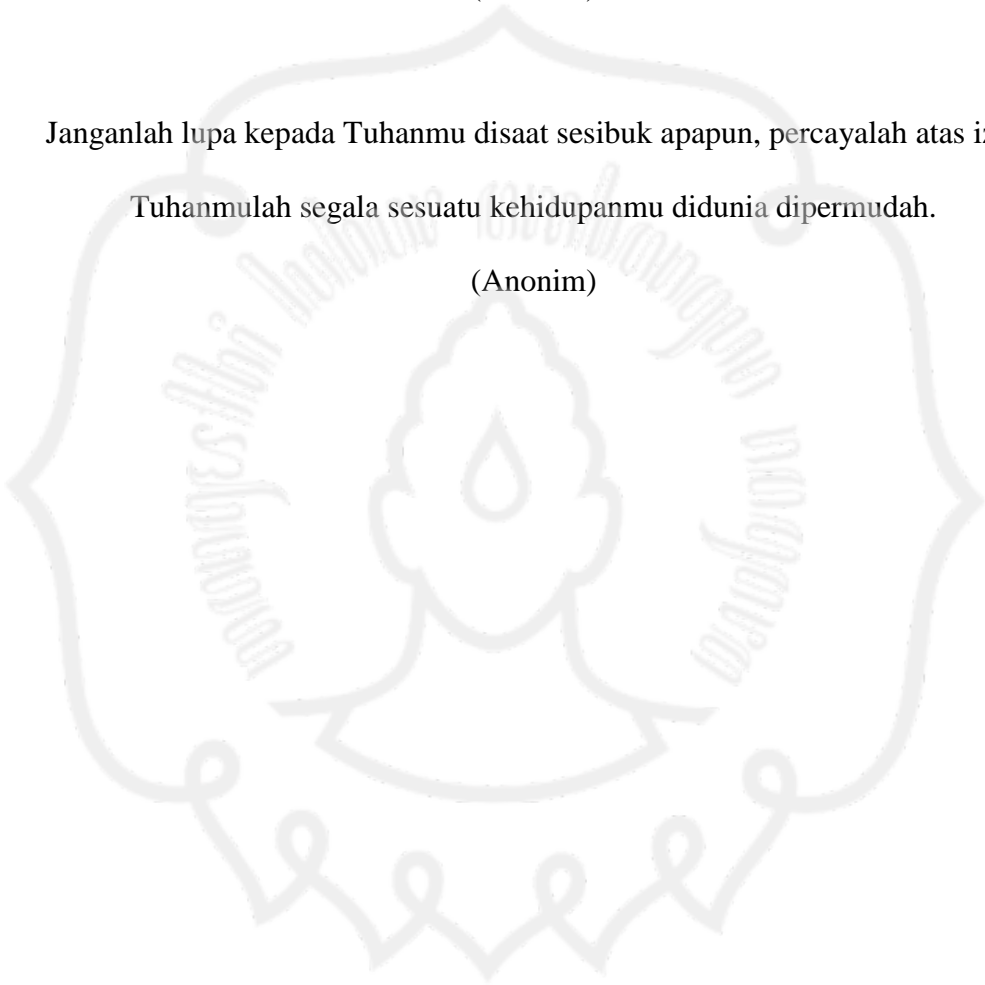 Janganlah lupa kepada Tuhanmu disaat sesibuk apapun, percayalah atas
Tuhanmulah segala sesuatu kehidupanmu didunia dipermudah.
(Anonim)